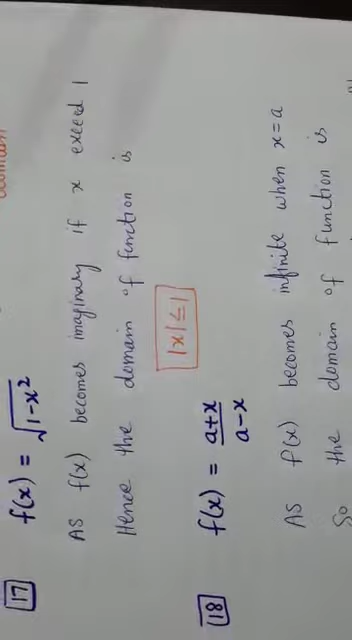 17 f(x) = √1-x²
As f(x) becomes imaginary if x exceed 1
Hence the domain of function is
|x| ≤ 1
18 f(x) = a+x / a-x
As f(x) becomes infinite when x = a
So the domain of function is